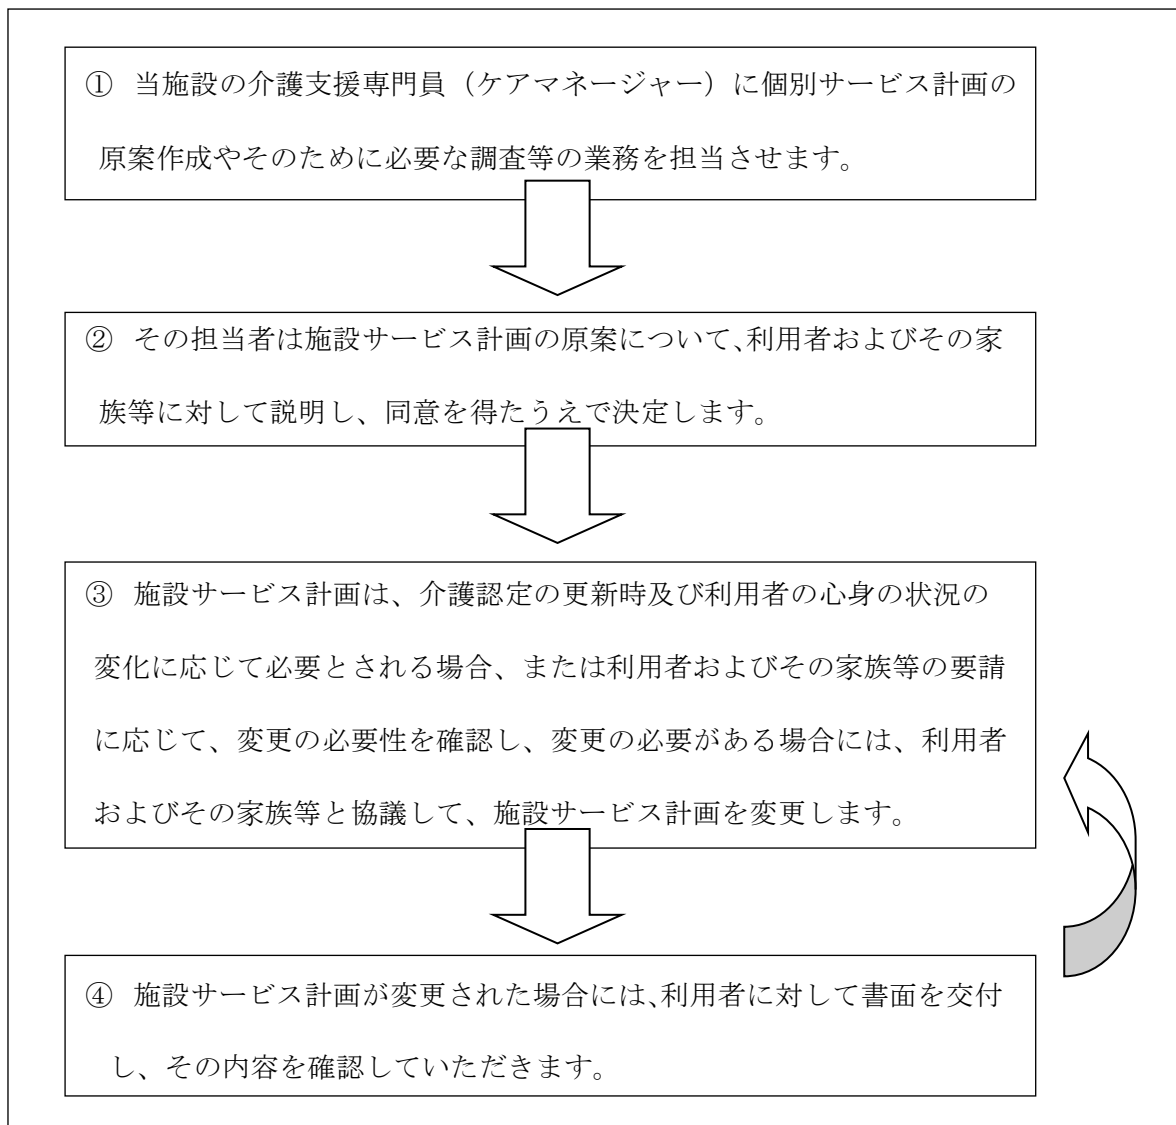 ① 当施設の介護支援専門員（ケアマネージャー）に個別サービス計画の
原案作成やそのために必要な調査等の業務を担当させます。
② その担当者は施設サービス計画の原案について、利用者およびその家
族等に対して説明し、同意を得たうえで決定します。
③ 施設サービス計画は、介護認定の更新時及び利用者の心身の状況の
変化に応じて必要とされる場合、または利用者およびその家族等の要請
に応じて、変更の必要性を確認し、変更の必要がある場合には、利用者
およびその家族等と協議して、施設サービス計画を変更します。
④ 施設サービス計画が変更された場合には、利用者に対して書面を交付
し、その内容を確認していただきます。